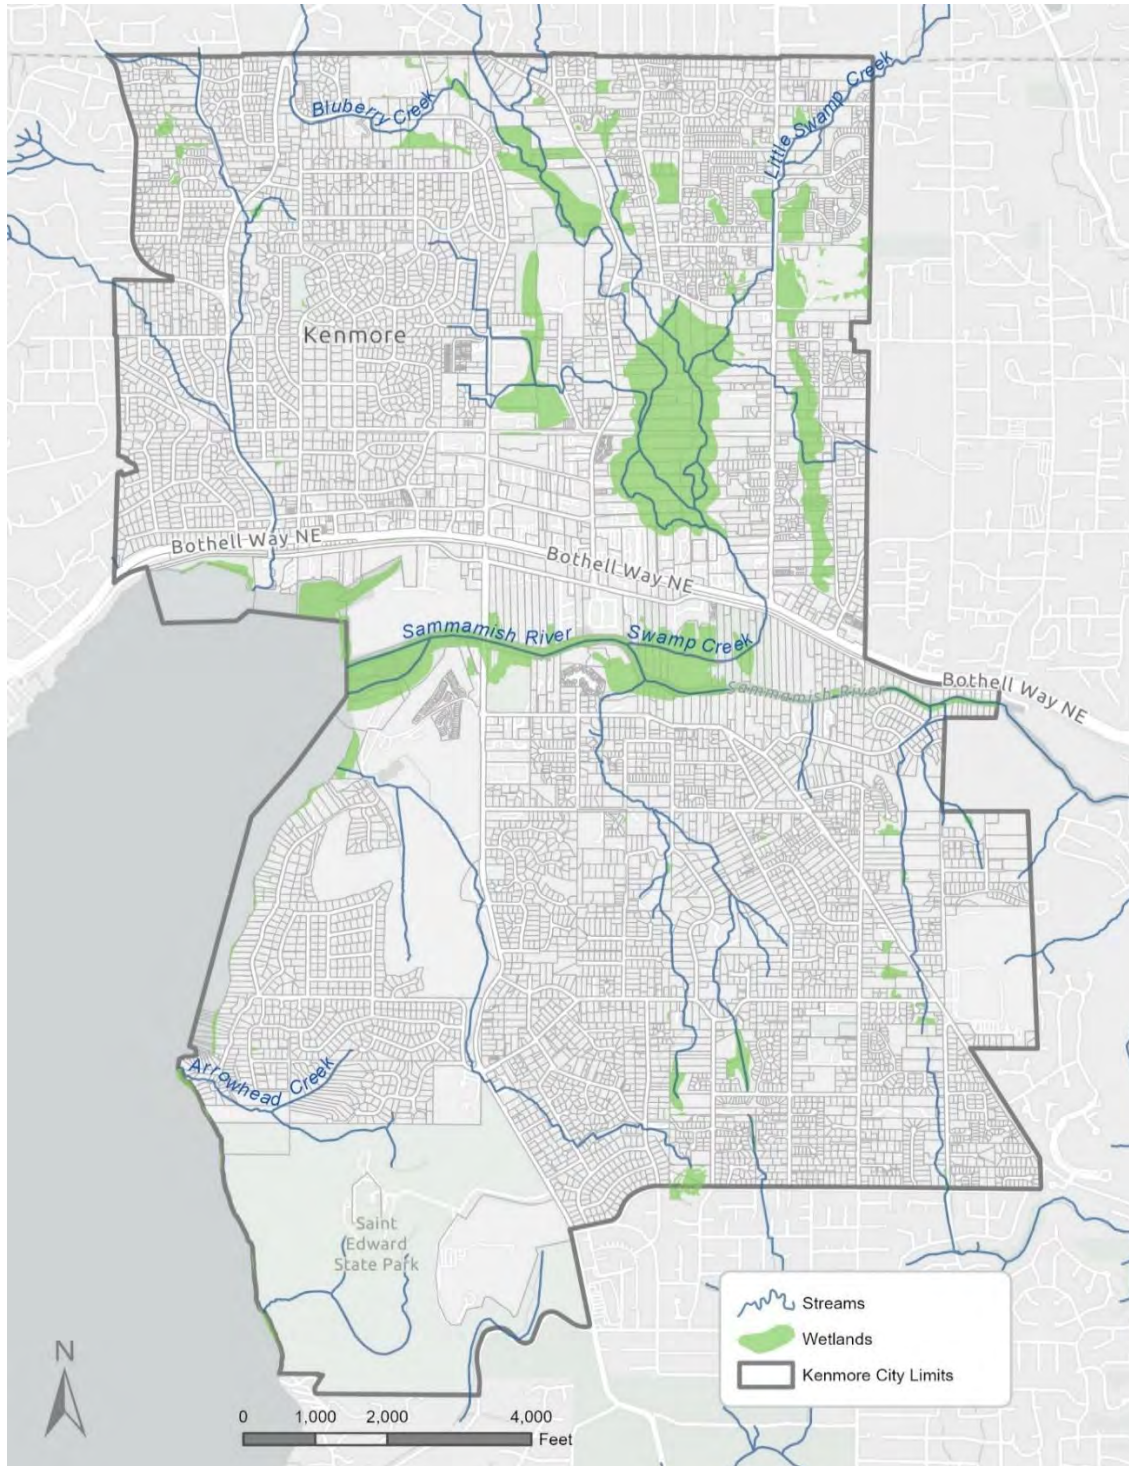 Bluberry Creek
Little Swamp Creek
Kenmore
Bothell Way NE
Bothell Way NE
Sammamish River
Swamp Creek
Sammamish River
Bothell Way NE
Arrowhead Creek
Saint
Edward
State Park
Streams
Wetlands
Kenmore City Limits
N
0 1,000 2,000 4,000
Feet